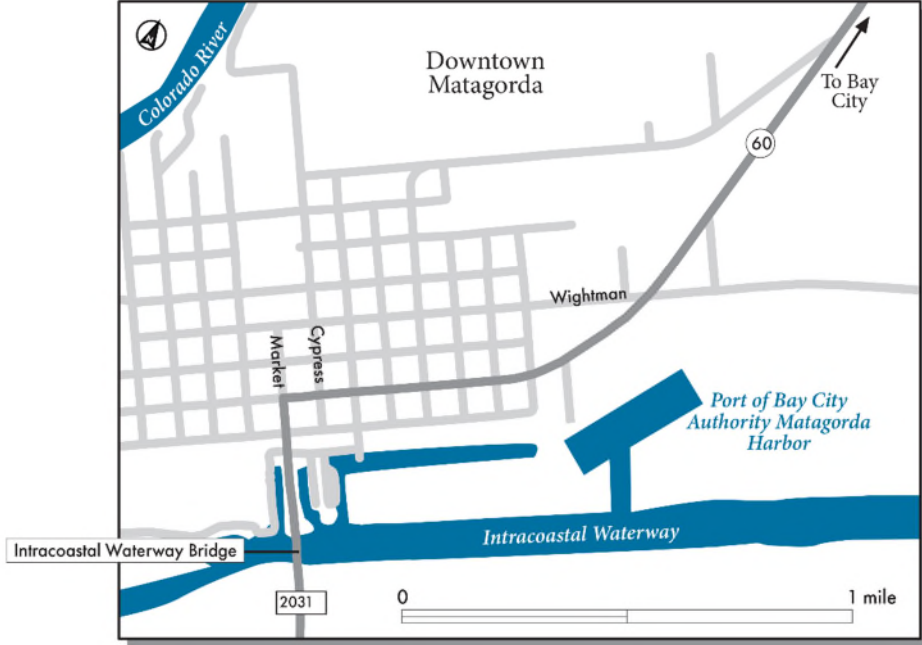 N
Colorado River
Downtown
Matagorda
To Bay
City
60
Wightman
Market
Cypress
Port of Bay City
Authority Matagorda
Harbor
Intracoastal Waterway
Intracoastal Waterway Bridge
2031
0
1 mile